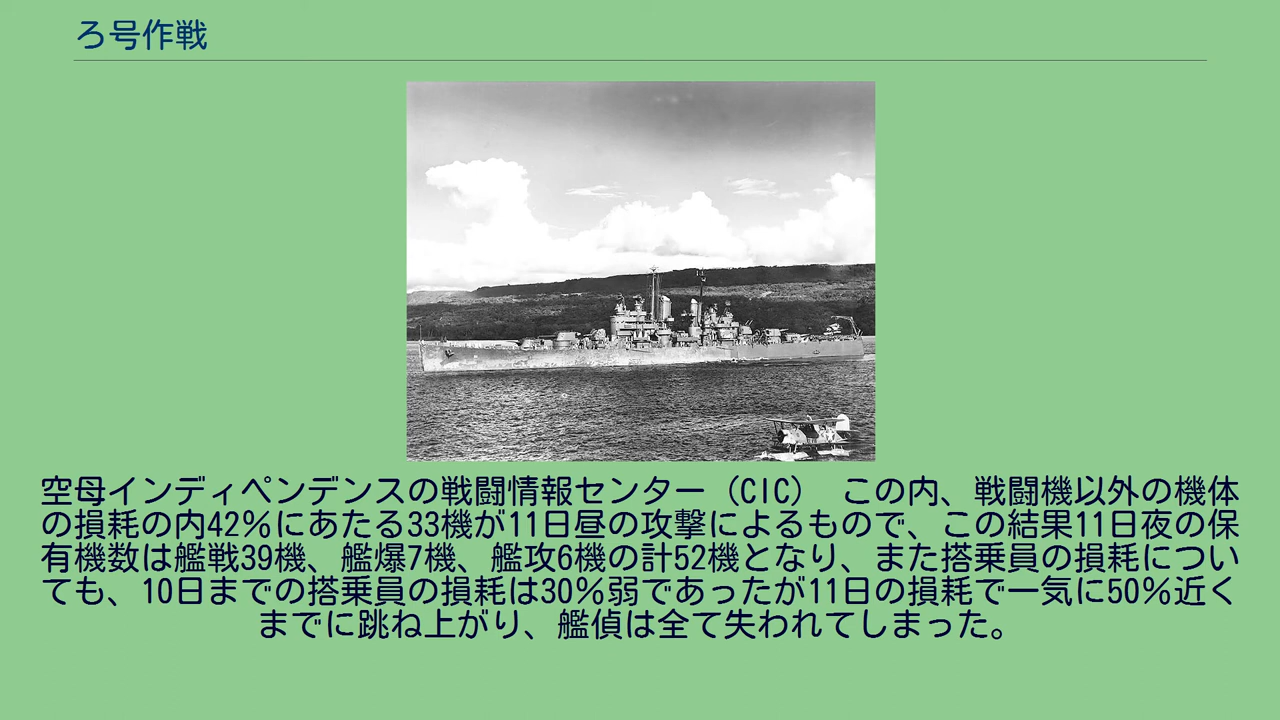 ろ号作戦
空母インディペンデンスの戦闘情報センター（CIC）　この内、戦闘機以外の機体
の損耗の内42％にあたる33機が11日昼の攻撃によるもので、この結果11日夜の保
有機数は艦戦39機、艦爆7機、艦攻6機の計52機となり、また搭乗員の損耗につい
ても、10日までの搭乗員の損耗は30％弱であったが11日の損耗で一気に50％近く
までに跳ね上がり、艦偵は全て失われてしまった。